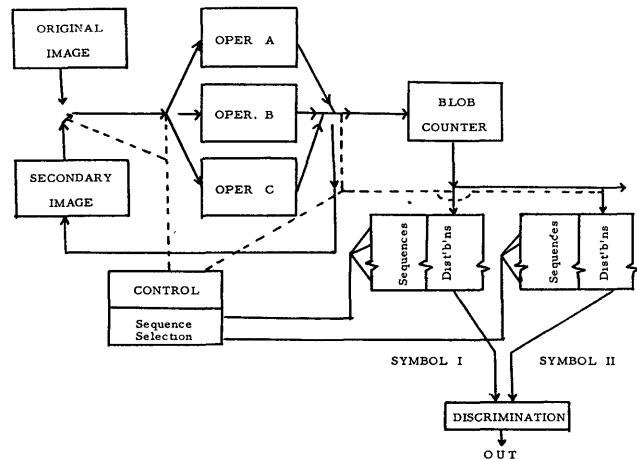 ORIGINAL
IMAGE
OPER A
OPER. B
OPER C
BLOB
COUNTER
SECONDARY
IMAGE
Sequences
Dist'b'ns
Sequences
Dist'b'ns
CONTROL
Sequence
Selection
SYMBOL I
SYMBOL II
DISCRIMINATION
OUT